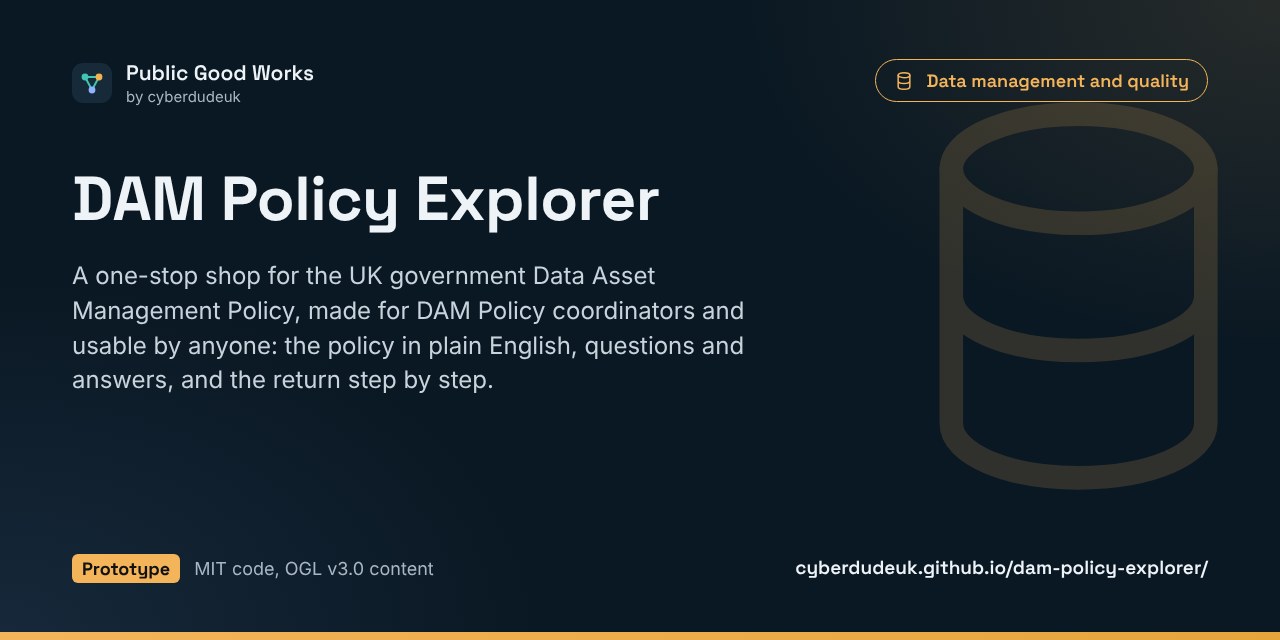 Public Good Works
by cyberdudeuk
Data management and quality
DAM Policy Explorer
A one-stop shop for the UK government Data Asset
Management Policy, made for DAM Policy coordinators and
usable by anyone: the policy in plain English, questions and
answers, and the return step by step.
Prototype
MIT code, OGL v3.0 content
cyberdudeuk.github.io/dam-policy-explorer/